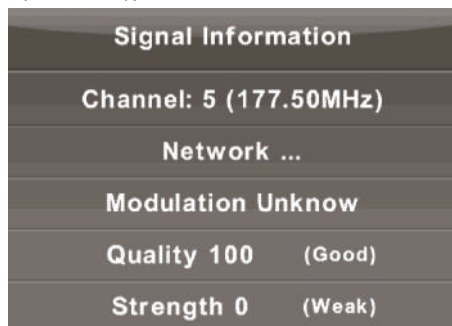 Signal Information
Channel: 5 (177.50MHz)
Network ...
Modulation Unknow
Quality 100 (Good)
Strength 0 (Weak)